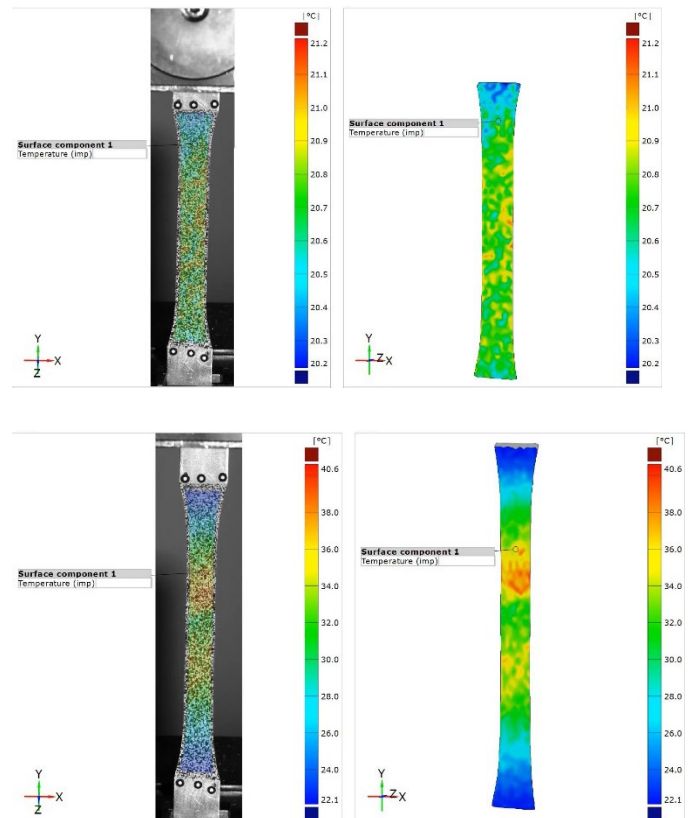 [°C]
21.2
21.0
20.9
20.8
20.7
20.6
20.5
20.4
20.3
20.2
Surface component 1
Temperature (imp)
Y
X
Z
[°C]
21.2
21.0
20.9
20.8
20.7
20.6
20.5
20.4
20.3
20.2
Surface component 1
Temperature (imp)
Y
Z
X
[°C]
40.6
38.0
36.0
34.0
32.0
30.0
28.0
26.0
24.0
22.1
Surface component 1
Temperature (imp)
Y
X
Z
[°C]
40.6
38.0
36.0
34.0
32.0
30.0
28.0
26.0
24.0
22.1
Surface component 1
Temperature (imp)
Y
Z
X